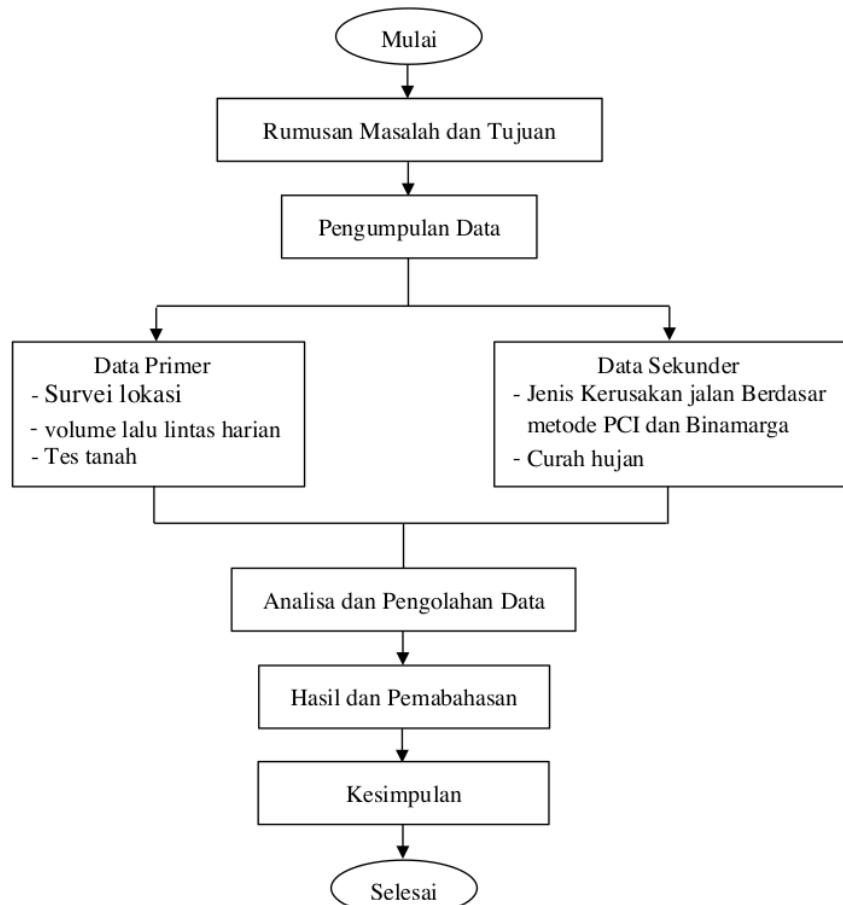 Mulai
Rumusan Masalah dan Tujuan
Pengumpulan Data
Data Primer
- Survei lokasi
- volume lalu lintas harian
- Tes tanah
Data Sekunder
- Jenis Kerusakan jalan Berdasar
metode PCI dan Binamarga
- Curah hujan
Analisa dan Pengolahan Data
Hasil dan Pemabahasan
Kesimpulan
Selesai